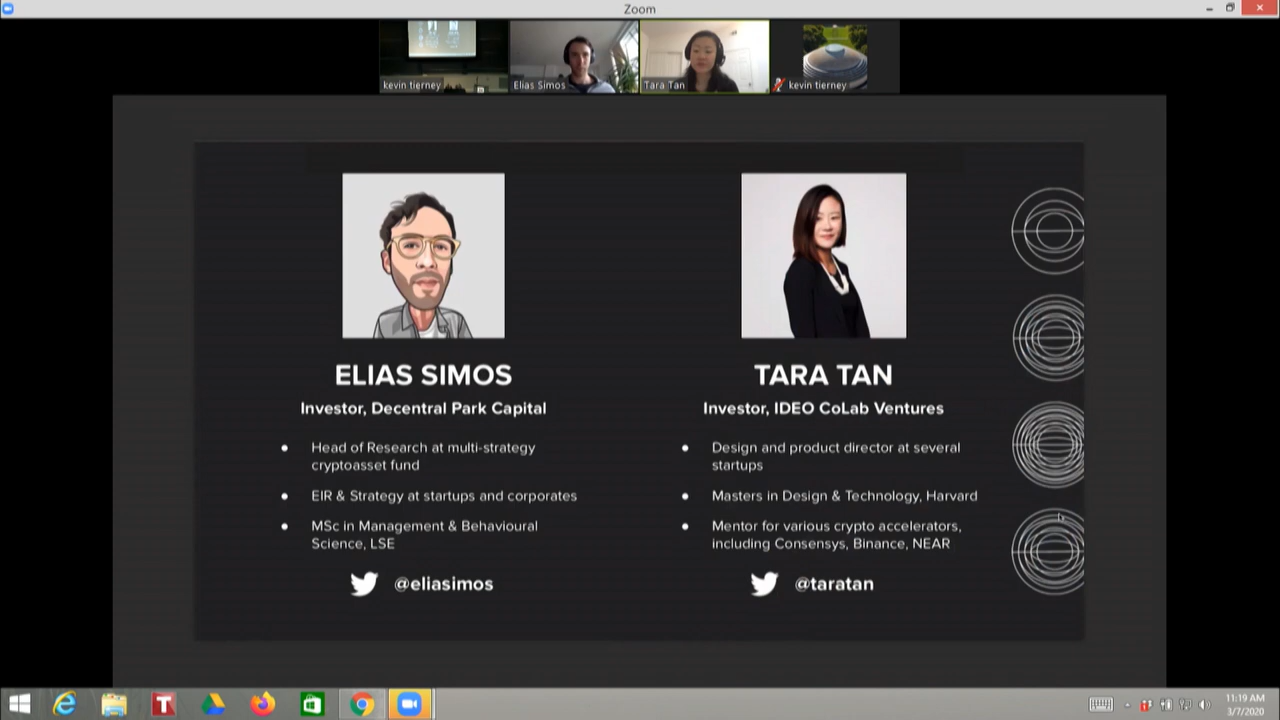 Zoom
kevin tierney
Elias Simos
Tara Tan
kevin tierney
ELIAS SIMOS
Investor, Decentral Park Capital
● Head of Research at multi-strategy
cryptoasset fund
● EIR & Strategy at startups and corporates
● MSc in Management & Behavioural
Science, LSE
@eliasimos
TARA TAN
Investor, IDEO CoLab Ventures
● Design and product director at several
startups
● Masters in Design & Technology, Harvard
● Mentor for various crypto accelerators,
including Consensys, Binance, NEAR
@taratan
11:19 AM
3/7/2020